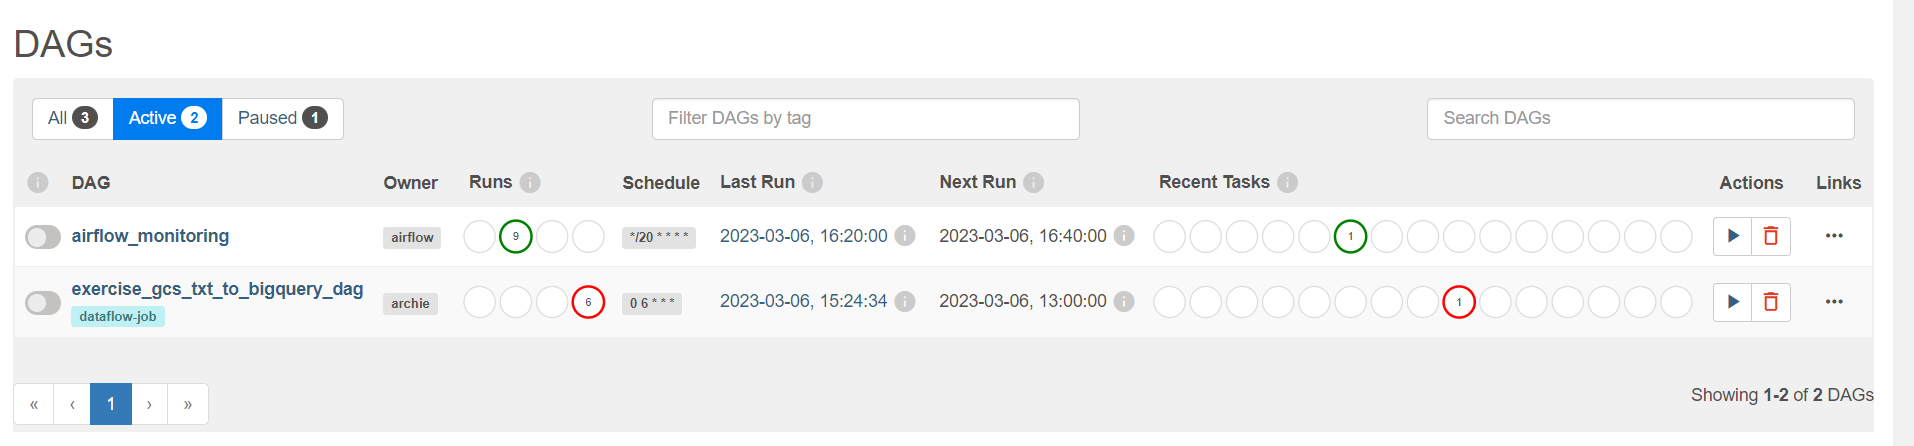 DAGs
All 3 Active 2 Paused 1 Filter DAGs by tag Search DAGs
i DAG Owner Runs i Schedule Last Run i Next Run i Recent Tasks i Actions Links
airflow_monitoring airflow 9 */20 * * * * 2023-03-06, 16:20:00 i 2023-03-06, 16:40:00 i 1 ...
exercise_gcs_txt_to_bigquery_dag archie 6 0 6 * * * 2023-03-06, 15:24:34 i 2023-03-06, 13:00:00 i 1 ...
dataflow-job
« ‹ 1 › » Showing 1-2 of 2 DAGs